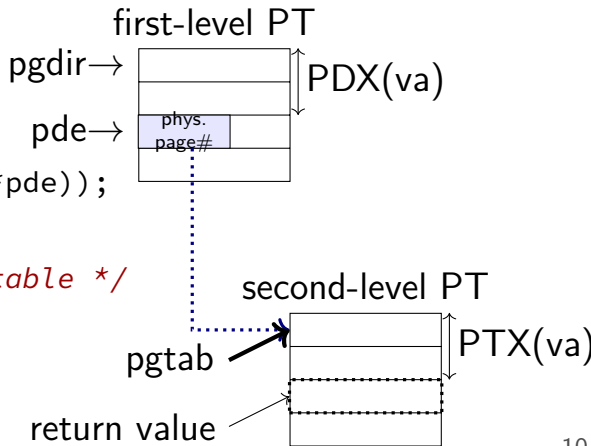 first-level PT
pgdir→
PDX(va)
pde→
phys.
page#
pde));
table */
second-level PT
pgtab
PTX(va)
return value
10